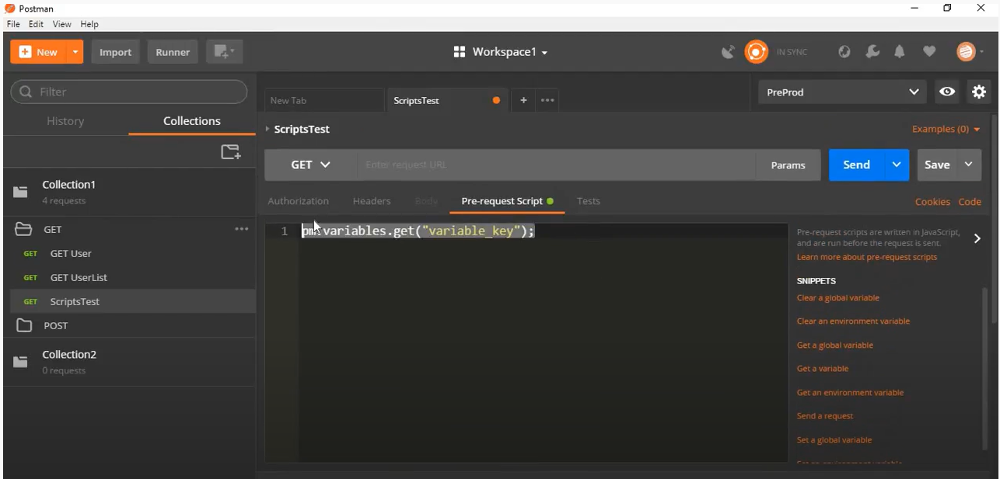 Postman
File Edit View Help
New Import Runner Workspace1 IN SYNC
Filter
History Collections
Collection1
4 requests
GET
GET GET User
GET GET UserList
GET ScriptsTest
POST
Collection2
0 requests
New Tab ScriptsTest + PreProd
ScriptsTest Examples (0)
GET Enter request URL Params Send Save
Authorization Headers Body Pre-request Script Tests Cookies Code
1 pm.variables.get("variable_key");
Pre-request scripts are written in JavaScript,
and are run before the request is sent.
Learn more about pre-request scripts
SNIPPETS
Clear a global variable
Clear an environment variable
Get a global variable
Get a variable
Get an environment variable
Send a request
Set a global variable
Set an environment variable